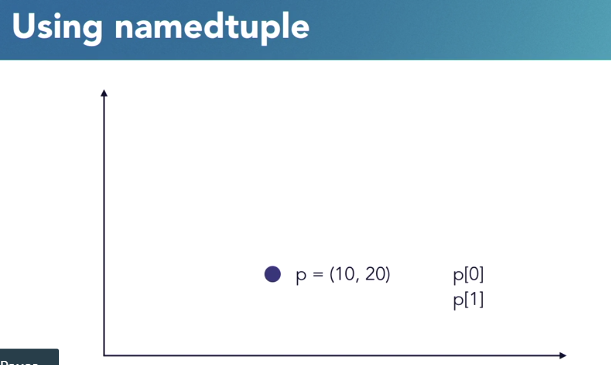 Using namedtuple
p = (10, 20) p[0]
p[1]